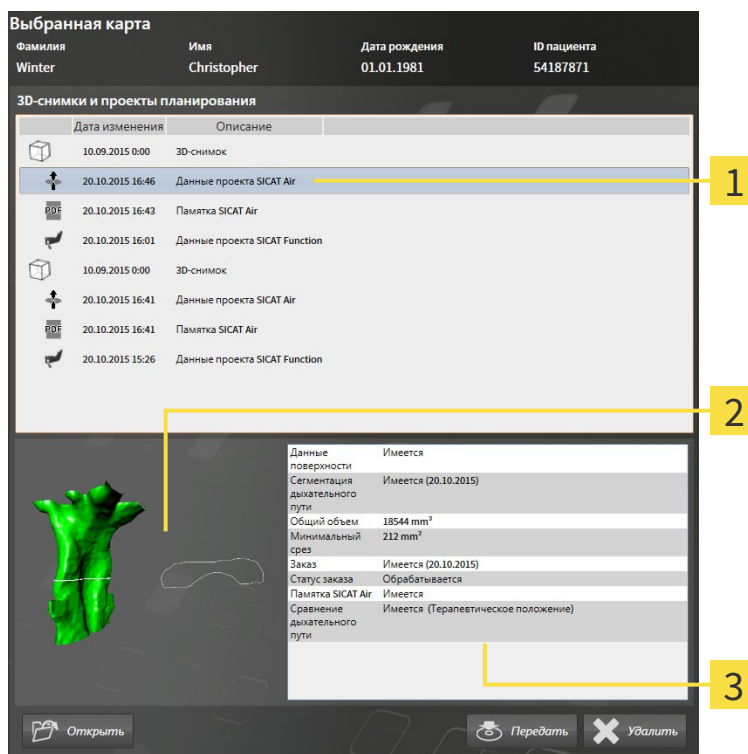 Выбранная карта
Фамилия Имя Дата рождения ID пациента
Winter Christopher 01.01.1981 54187871
3D-снимки и проекты планирования
Дата изменения Описание
10.09.2015 0:00 3D-снимок
20.10.2015 16:46 Данные проекта SICAT Air
1
PDF 20.10.2015 16:43 Памятка SICAT Air
20.10.2015 16:01 Данные проекта SICAT Function
10.09.2015 0:00 3D-снимок
20.10.2015 16:41 Данные проекта SICAT Air
PDF 20.10.2015 16:41 Памятка SICAT Air
20.10.2015 15:26 Данные проекта SICAT Function
2
Данные Имеется
поверхности
Сегментация Имеется (20.10.2015)
дыхательного
пути
Общий объем 18544 mm³
Минимальный 212 mm²
срез
Заказ Имеется (20.10.2015)
Статус заказа Обрабатывается
Памятка SICAT Air Имеется
Сравнение Имеется (Терапевтическое положение)
дыхательного
пути
3
Открыть Передать Удалить